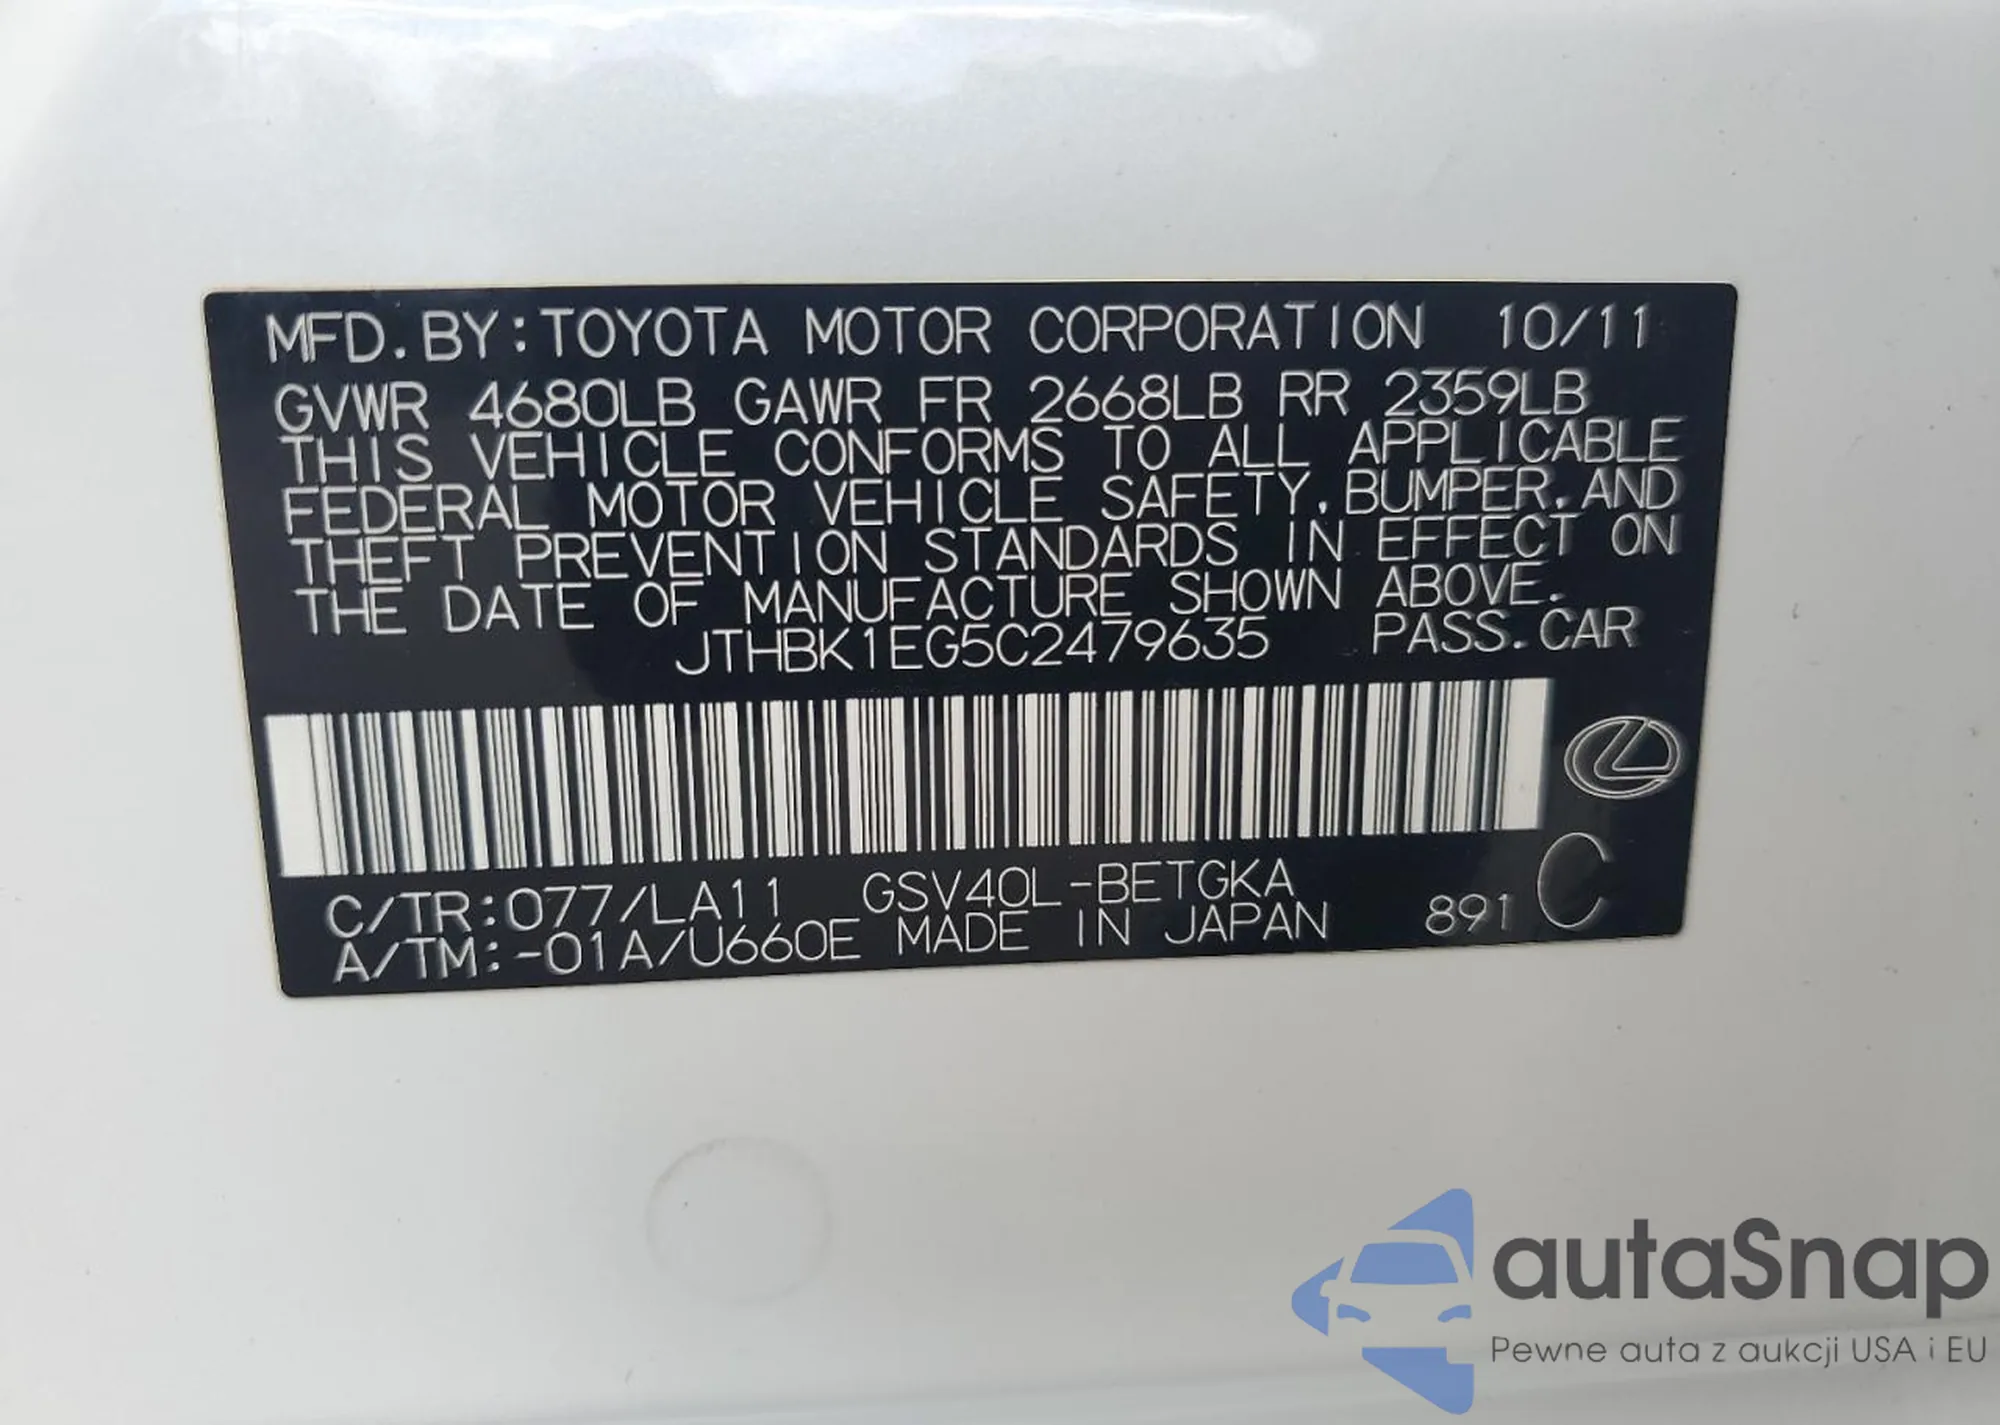 MFD. BY: TOYOTA MOTOR CORPORATION 10/11
GVWR 4680LB GAWR FR 2668LB RR 2359LB
THIS VEHICLE CONFORMS TO ALL APPLICABLE
FEDERAL MOTOR VEHICLE SAFETY, BUMPER, AND
THEFT PREVENTION STANDARDS IN EFFECT ON
THE DATE OF MANUFACTURE SHOWN ABOVE.
JTHBK1EG5C2479635 PASS. CAR
C/TR: 077/LA11 GSV40L-BETGKA
A/TM: -01A/U660E MADE IN JAPAN 891 C
autaSnap
Pewne auta z aukcji USA i EU